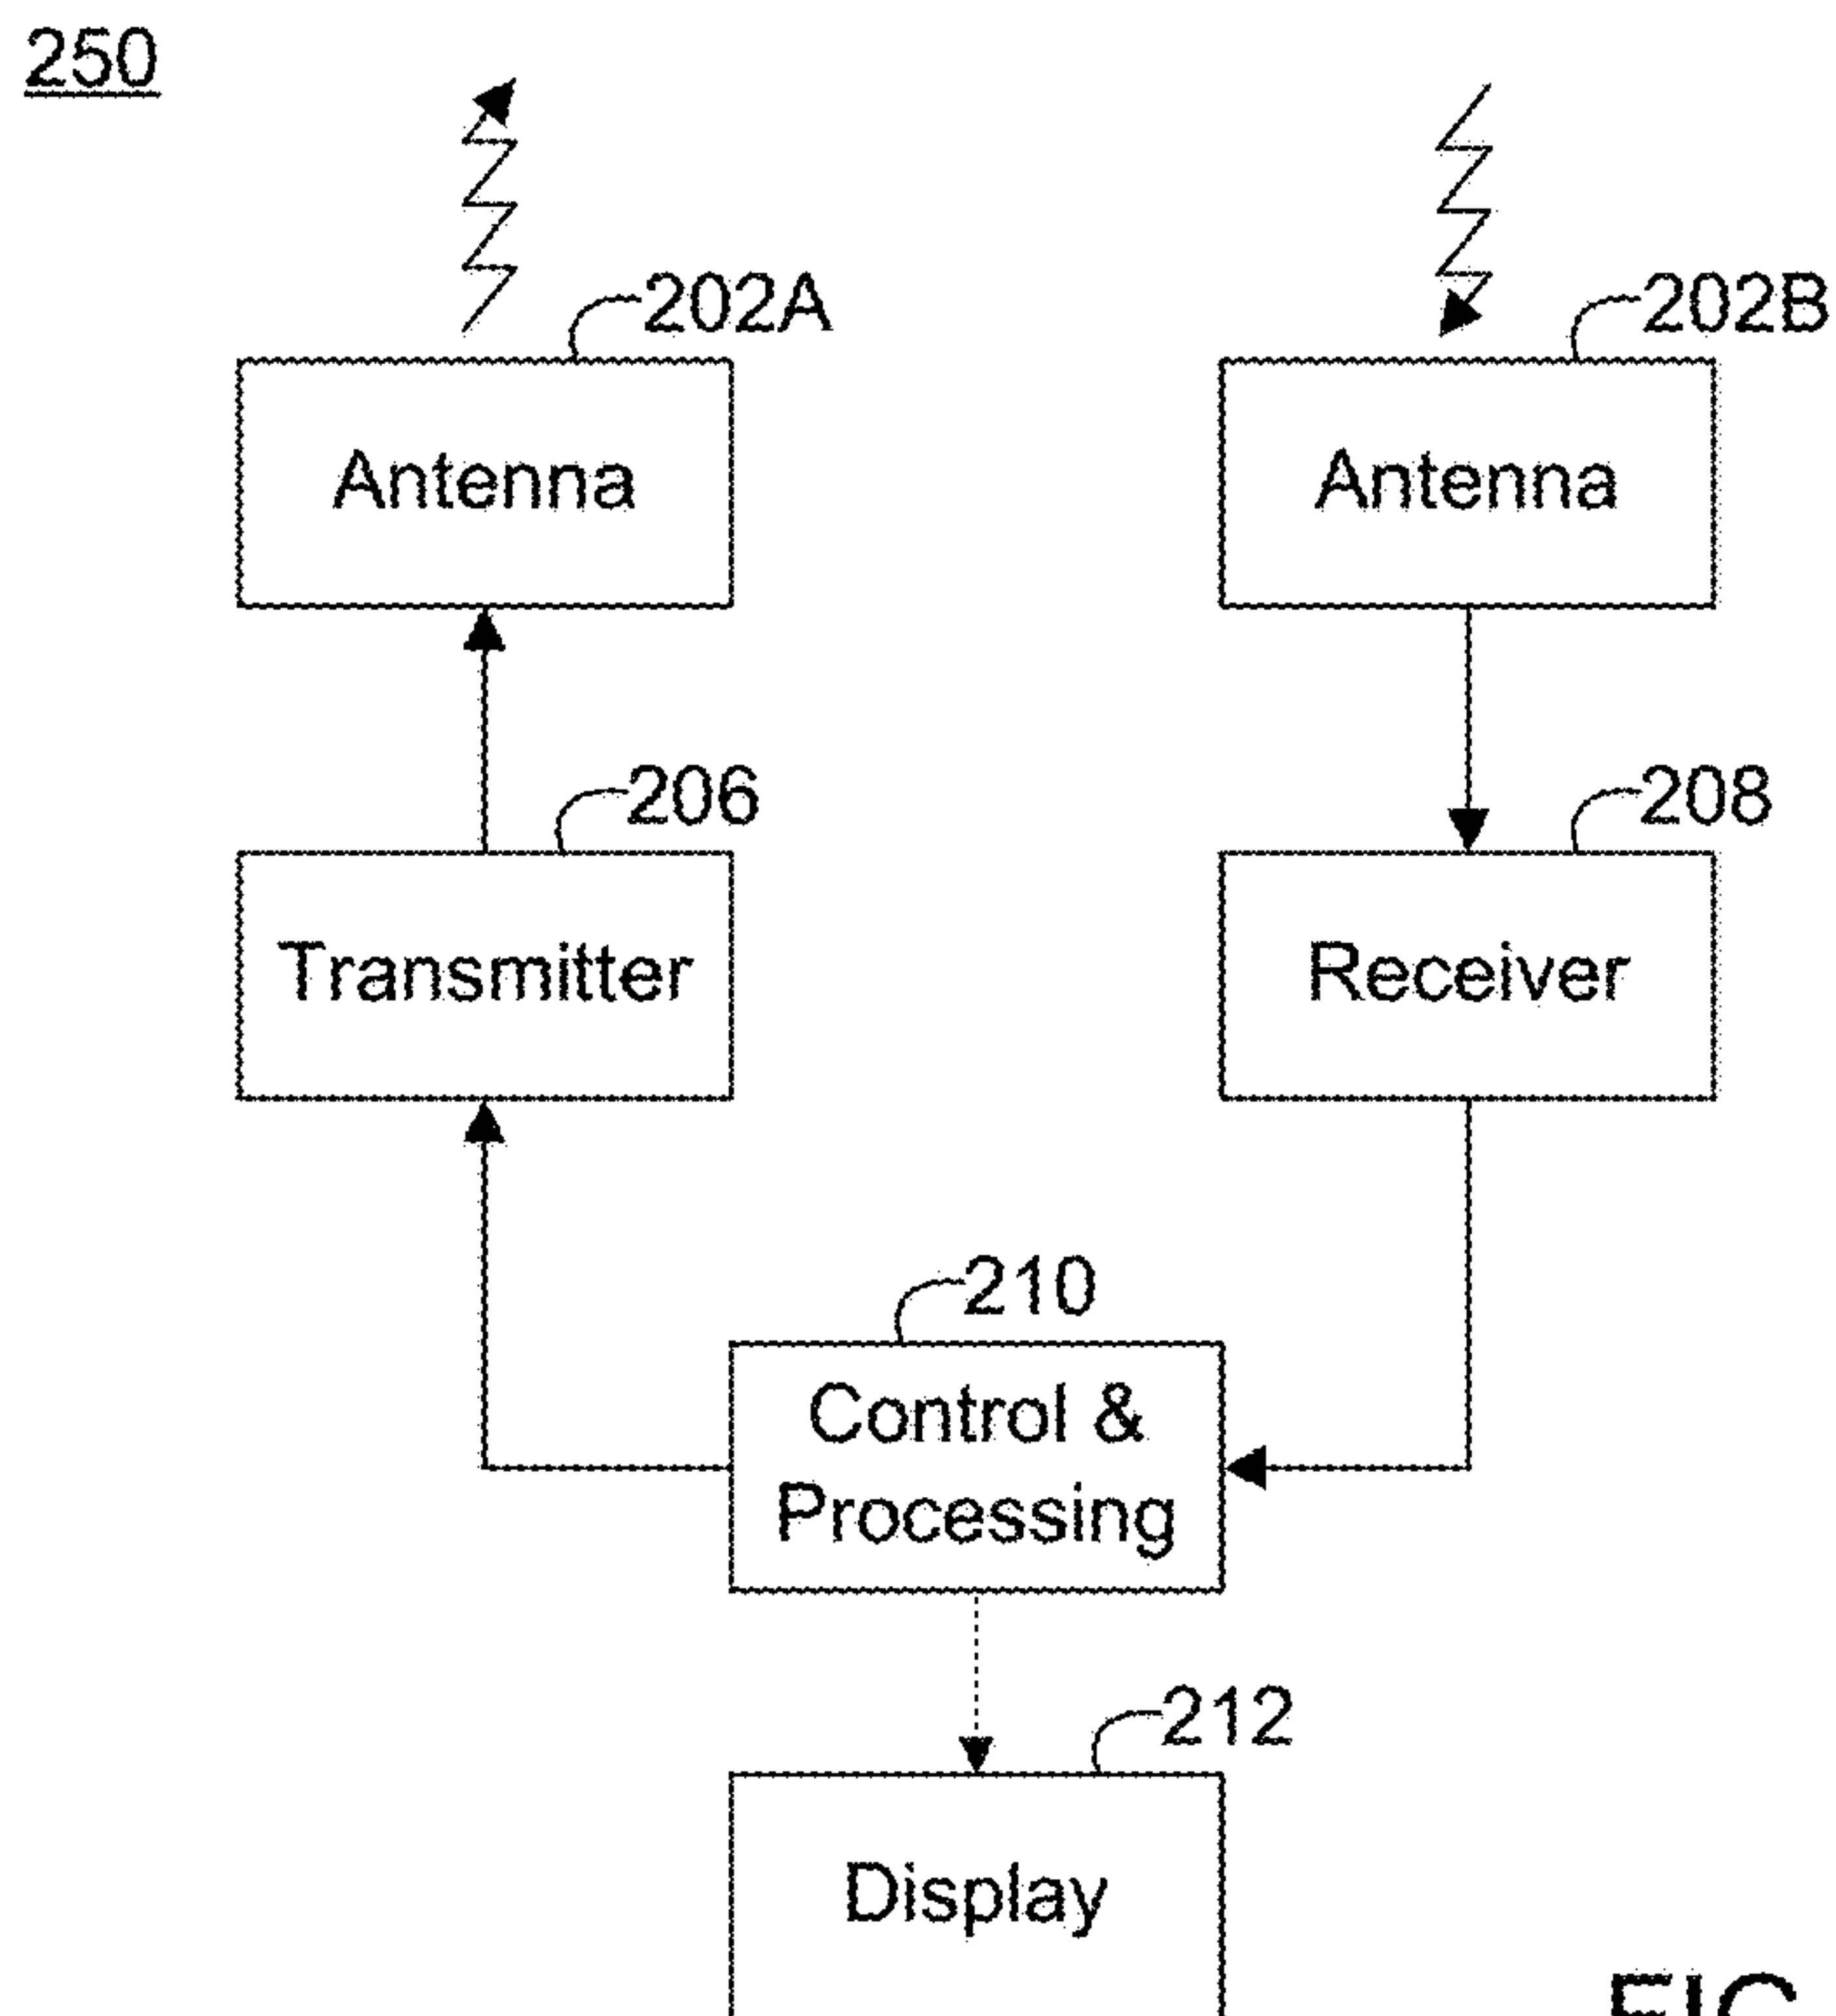 250
202A
202B
Antenna
Antenna
206
208
Transmitter
Receiver
210
Control &
Processing
212
Display